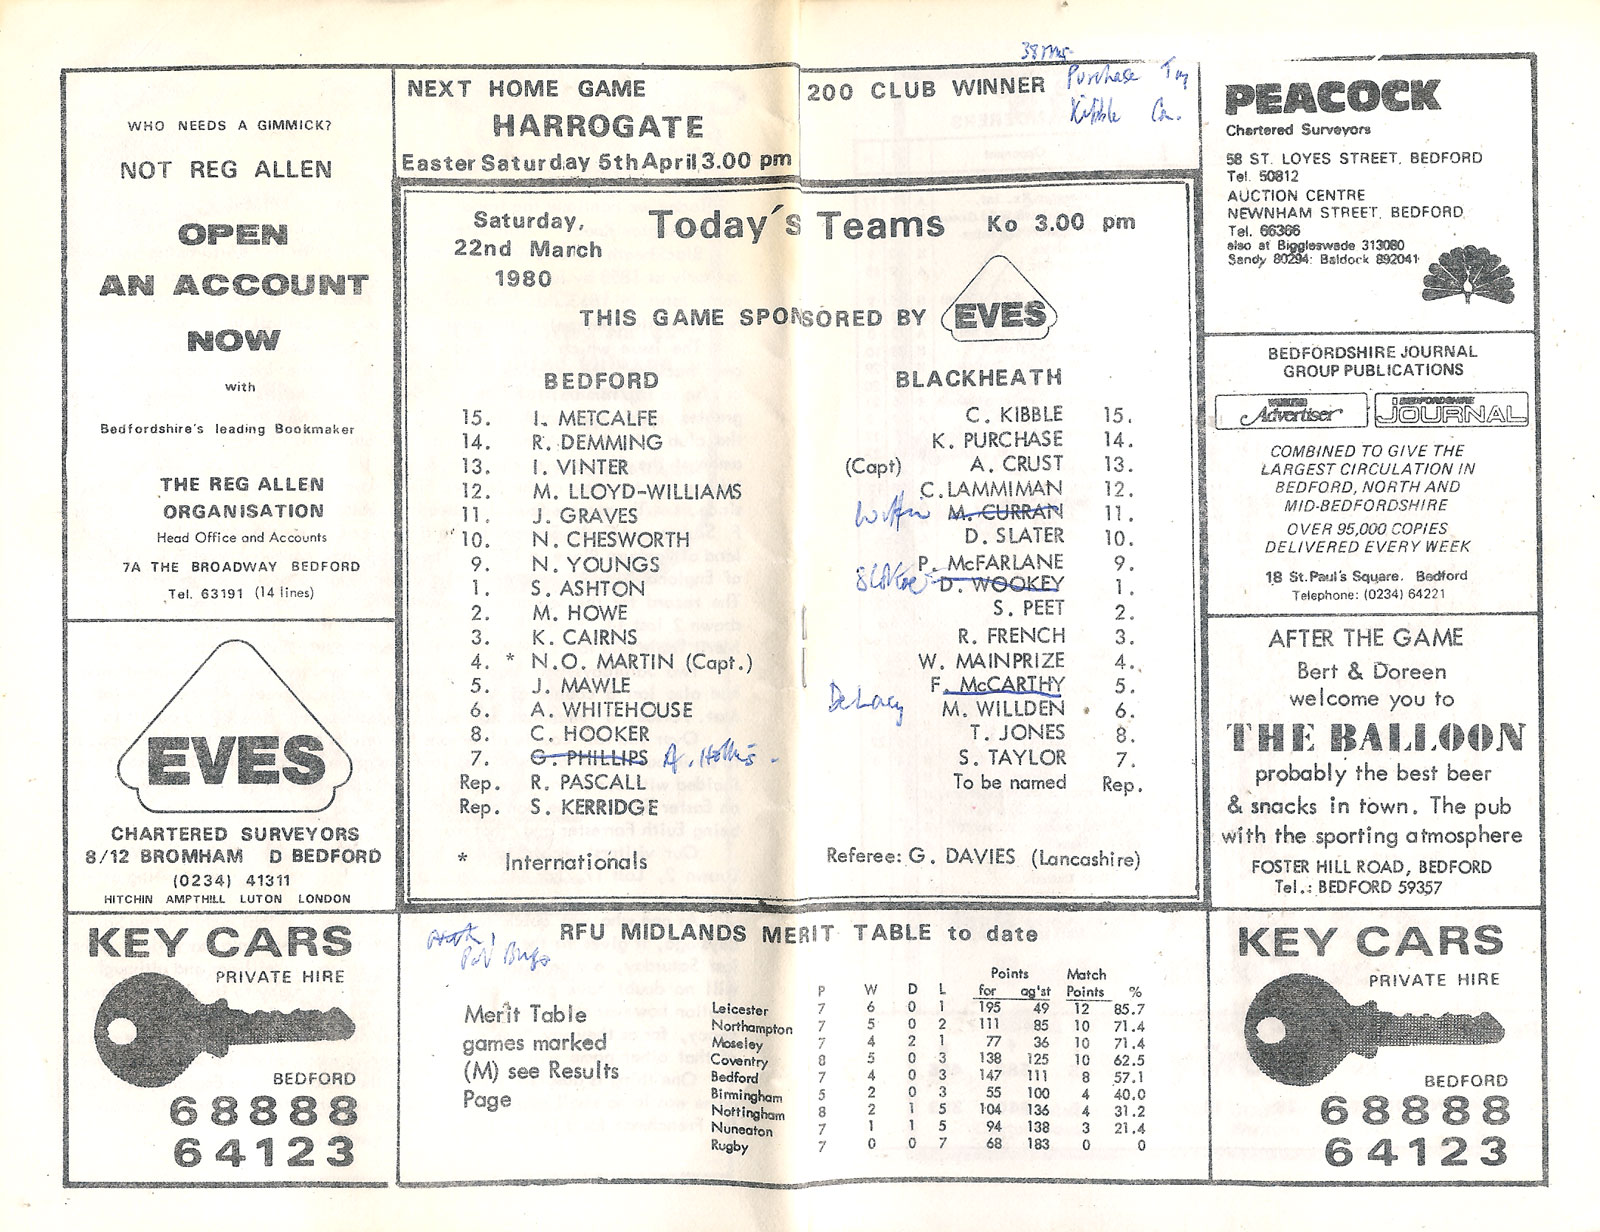 WHO NEEDS A GIMMICK?
NOT REG ALLEN
OPEN
AN ACCOUNT
NOW
with
Bedfordshire's leading Bookmaker
THE REG ALLEN
ORGANISATION
Head Office and Accounts
7A THE BROADWAY BEDFORD
Tel. 63191 (14 lines)
EVES
CHARTERED SURVEYORS
8/12 BROMHAM D BEDFORD
(0234) 41311
HITCHIN AMPTHILL LUTON LONDON
KEY CARS
PRIVATE HIRE
BEDFORD
68888
64123
NEXT HOME GAME
HARROGATE
Easter Saturday 5th April 3.00 pm
200 CLUB WINNER
38 mins
Purchase Try
Kibble Con.
Saturday,
22nd March
1980
Today's Teams Ko 3.00 pm
THIS GAME SPONSORED BY EVES
BEDFORD
15. I. METCALFE
14. R. DEMMING
13. I. VINTER
12. M. LLOYD-WILLIAMS
11. J. GRAVES
10. N. CHESWORTH
9. N. YOUNGS
1. S. ASHTON
2. M. HOWE
3. K. CAIRNS
4. * N.O. MARTIN (Capt.)
5. J. MAWLE
6. A. WHITEHOUSE
8. C. HOOKER
7. G. PHILLIPS A. Hollis
Rep. R. PASCALL
Rep. S. KERRIDGE
* Internationals
BLACKHEATH
C. KIBBLE 15.
K. PURCHASE 14.
(Capt) A. CRUST 13.
C. LAMMIMAN 12.
M. CURRAN 11.
D. SLATER 10.
P. McFARLANE 9.
D. WOOKEY 1.
S. PEET 2.
R. FRENCH 3.
W. MAINPRIZE 4.
F. McCARTHY 5.
DeLacy M. WILLDEN 6.
T. JONES 8.
S. TAYLOR 7.
To be named Rep.
Referee: G. DAVIES (Lancashire)
RFU MIDLANDS MERIT TABLE to date
Merit Table
games marked
(M) see Results
Page
Points Match
P W D L for ag'st Points %
Leicester 7 6 0 1 195 49 12 85.7
Northampton 7 5 0 2 111 85 10 71.4
Moseley 7 4 2 1 77 36 10 71.4
Coventry 8 5 0 3 138 125 10 62.5
Bedford 7 4 0 3 147 111 8 57.1
Birmingham 5 2 0 3 55 100 4 40.0
Nottingham 8 2 1 5 104 136 4 31.2
Nuneaton 7 1 1 5 94 138 3 21.4
Rugby 7 0 0 7 68 183 0 0
PEACOCK
Chartered Surveyors
58 ST. LOYES STREET, BEDFORD
Tel. 50812
AUCTION CENTRE
NEWNHAM STREET, BEDFORD
Tel. 66366
also at Biggleswade 313080
Sandy 80294: Baldock 892041
BEDFORDSHIRE JOURNAL
GROUP PUBLICATIONS
Advertiser
BEDFORDSHIRE
JOURNAL
COMBINED TO GIVE THE
LARGEST CIRCULATION IN
BEDFORD, NORTH AND
MID-BEDFORDSHIRE
OVER 95,000 COPIES
DELIVERED EVERY WEEK
18 St. Paul's Square. Bedford
Telephone: (0234) 64221
AFTER THE GAME
Bert & Doreen
welcome you to
THE BALLOON
probably the best beer
& snacks in town. The pub
with the sporting atmosphere
FOSTER HILL ROAD, BEDFORD
Tel.: BEDFORD 59357
KEY CARS
PRIVATE HIRE
BEDFORD
68888
64123